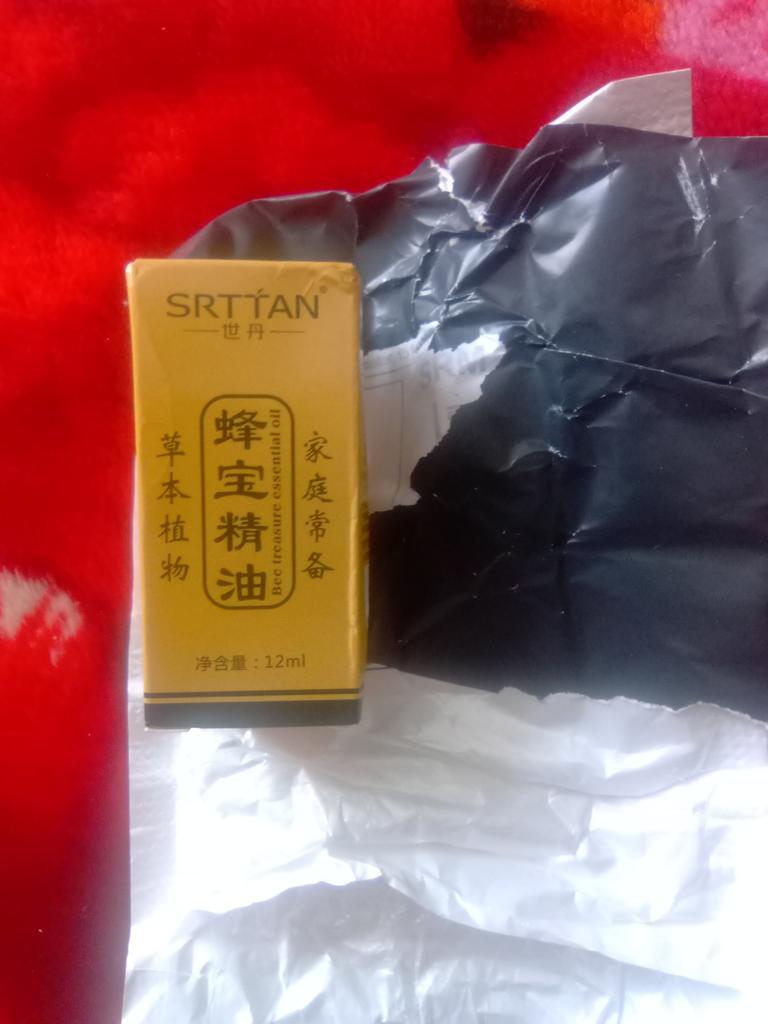 SRTTÁN®
世丹
草本植物
蜂宝精油
Bee treasure essential oil
家庭常备
净含量：12ml